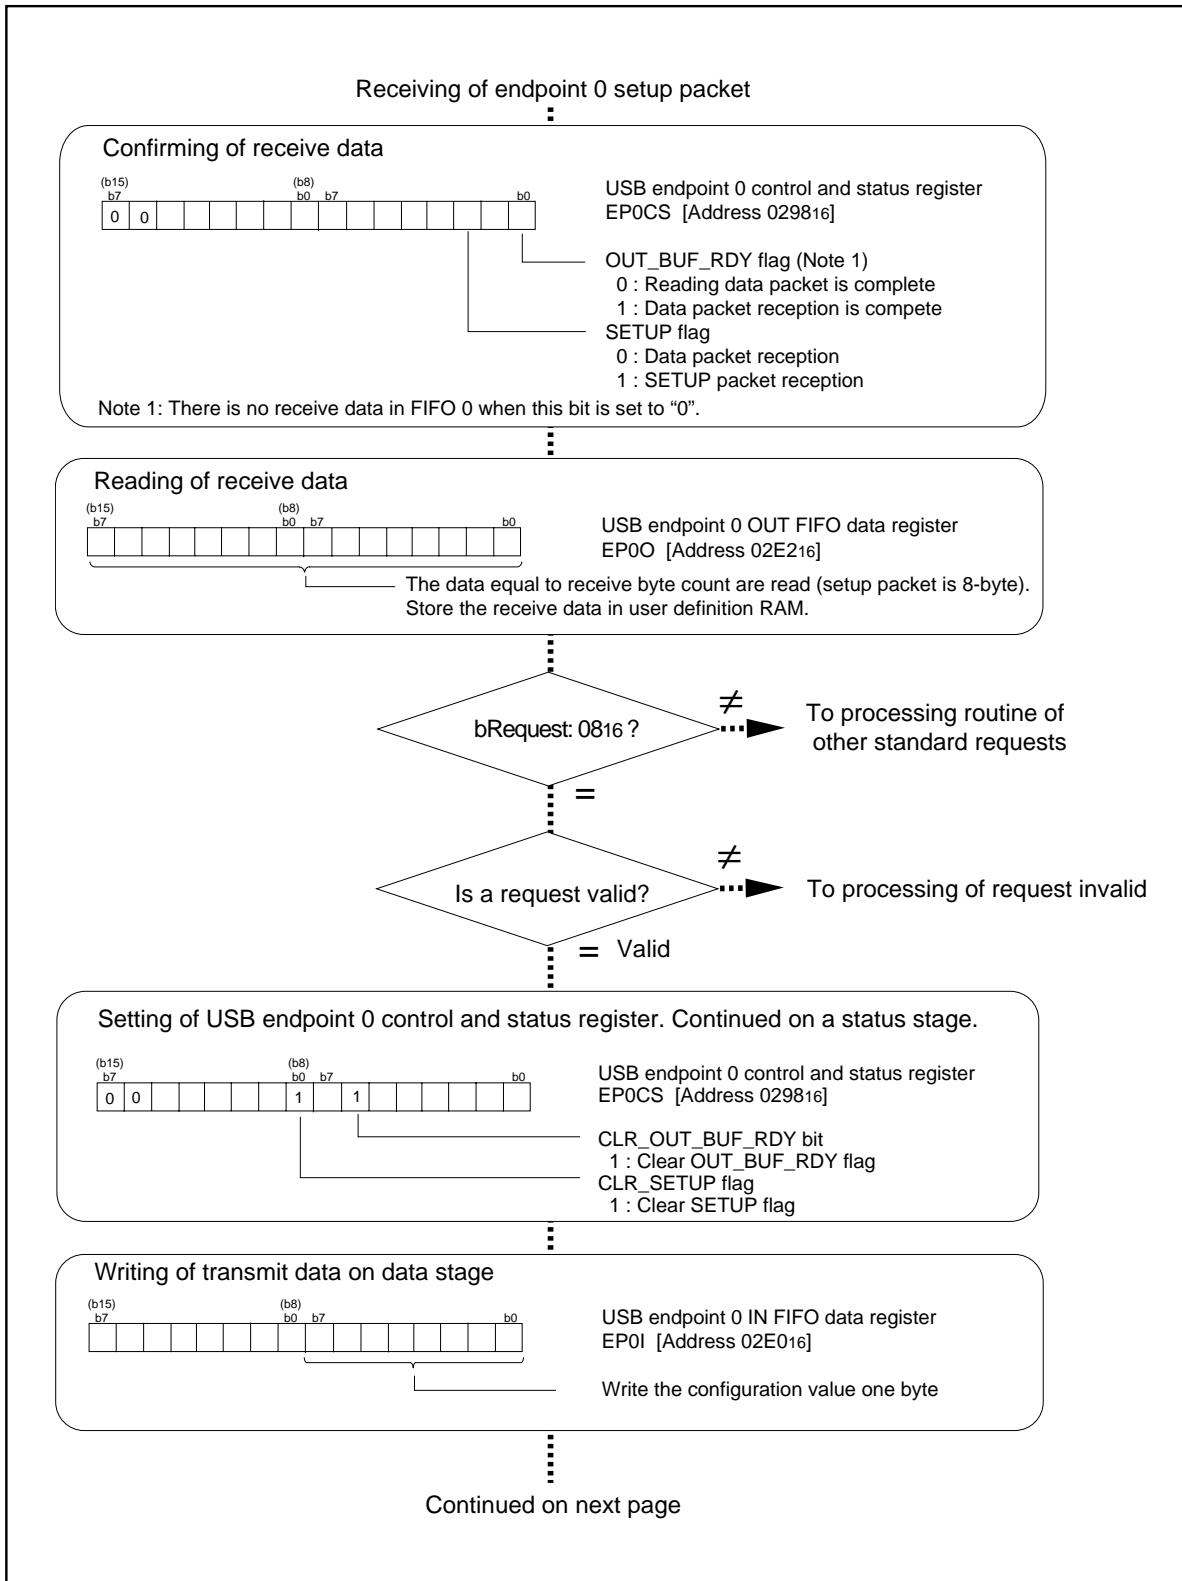 Receiving of endpoint 0 setup packet
Confirming of receive data
(b15) (b8)
b7 b0 b7 b0
0 0
USB endpoint 0 control and status register
EP0CS [Address 029816]
OUT_BUF_RDY flag (Note 1)
0 : Reading data packet is complete
1 : Data packet reception is compete
SETUP flag
0 : Data packet reception
1 : SETUP packet reception
Note 1: There is no receive data in FIFO 0 when this bit is set to “0”.
Reading of receive data
(b15) (b8)
b7 b0 b7 b0
USB endpoint 0 OUT FIFO data register
EP0O [Address 02E216]
The data equal to receive byte count are read (setup packet is 8-byte).
Store the receive data in user definition RAM.
bRequest: 0816 ?
≠
To processing routine of
other standard requests
=
Is a request valid?
≠
To processing of request invalid
= Valid
Setting of USB endpoint 0 control and status register. Continued on a status stage.
(b15) (b8)
b7 b0 b7 b0
0 0 1 1
USB endpoint 0 control and status register
EP0CS [Address 029816]
CLR_OUT_BUF_RDY bit
1 : Clear OUT_BUF_RDY flag
CLR_SETUP flag
1 : Clear SETUP flag
Writing of transmit data on data stage
(b15) (b8)
b7 b0 b7 b0
USB endpoint 0 IN FIFO data register
EP0I [Address 02E016]
Write the configuration value one byte
Continued on next page